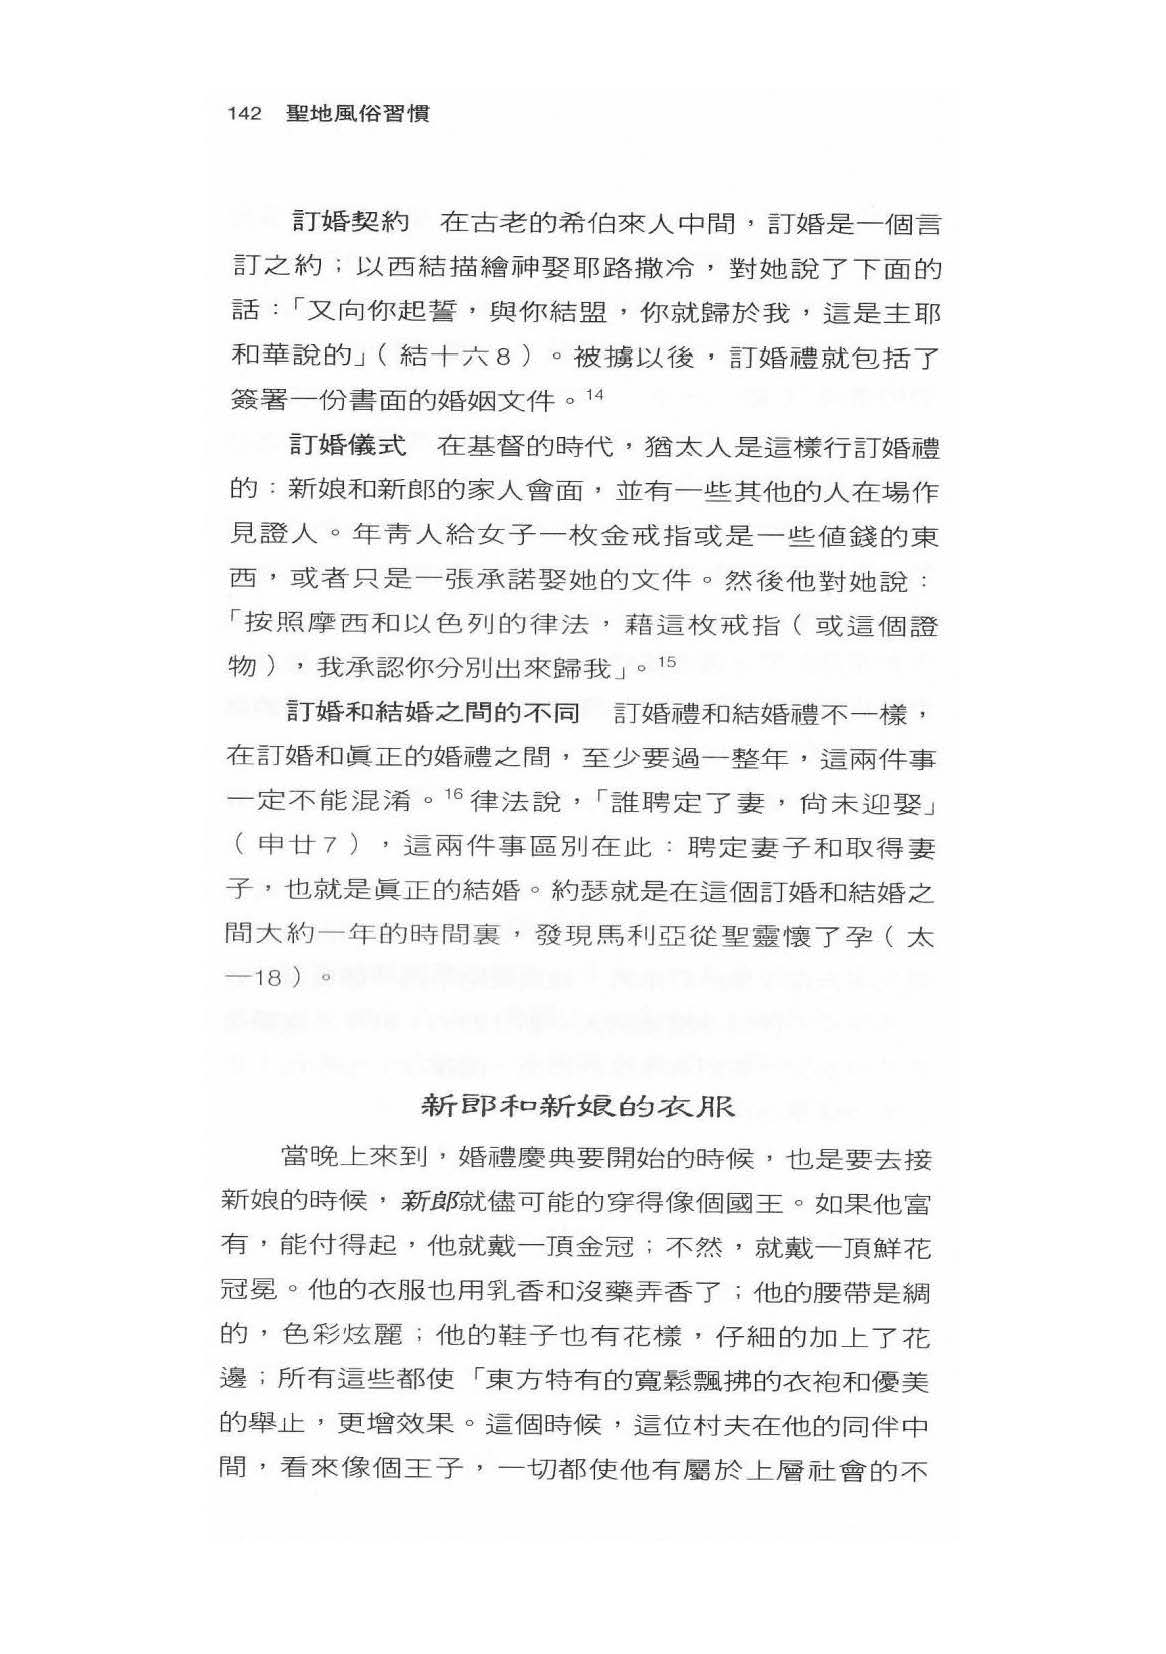 142 聖地風俗習慣
訂婚契約 在古老的希伯來人中間，訂婚是一個言
訂之約；以西結描繪神娶耶路撒冷，對她說了下面的
話：「又向你起誓，與你結盟，你就歸於我，這是主耶
和華說的」（結十六8）。被擄以後，訂婚禮就包括了
簽署一份書面的婚姻文件。14
訂婚儀式 在基督的時代，猶太人是這樣行訂婚禮
的：新娘和新郎的家人會面，並有一些其他的人在場作
見證人。年靑人給女子一枚金戒指或是一些値錢的東
西，或者只是一張承諾娶她的文件。然後他對她說：
「按照摩西和以色列的律法，藉這枚戒指（或這個證
物），我承認你分別出來歸我」。15
訂婚和結婚之間的不同 訂婚禮和結婚禮不一樣，
在訂婚和眞正的婚禮之間，至少要過一整年，這兩件事
一定不能混淆。16律法說，「誰聘定了妻，尙未迎娶」
（申廿7），這兩件事區別在此：聘定妻子和取得妻
子，也就是眞正的結婚。約瑟就是在這個訂婚和結婚之
間大約一年的時間裏，發現馬利亞從聖靈懷了孕（太
一18）。
新郎和新娘的衣服
當晚上來到，婚禮慶典要開始的時候，也是要去接
新娘的時候，新郎就儘可能的穿得像個國王。如果他富
有，能付得起，他就戴一頂金冠；不然，就戴一頂鮮花
冠冕。他的衣服也用乳香和沒藥弄香了；他的腰帶是綢
的，色彩炫麗；他的鞋子也有花樣，仔細的加上了花
邊；所有這些都使「東方特有的寬鬆飄拂的衣袍和優美
的舉止，更增效果。這個時候，這位村夫在他的同伴中
間，看來像個王子，一切都使他有屬於上層社會的不